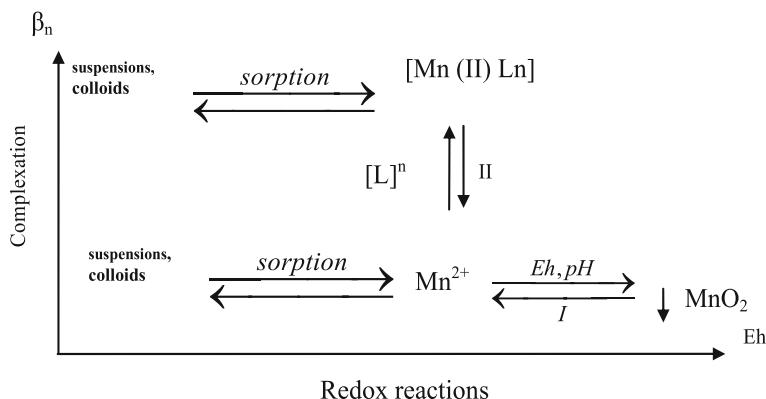 βn
suspensions,
colloids
sorption
[Mn (II) Ln]
Complexation
[L]n
II
suspensions,
colloids
sorption
Mn2+
Eh, pH
I
MnO2
Eh
Redox reactions